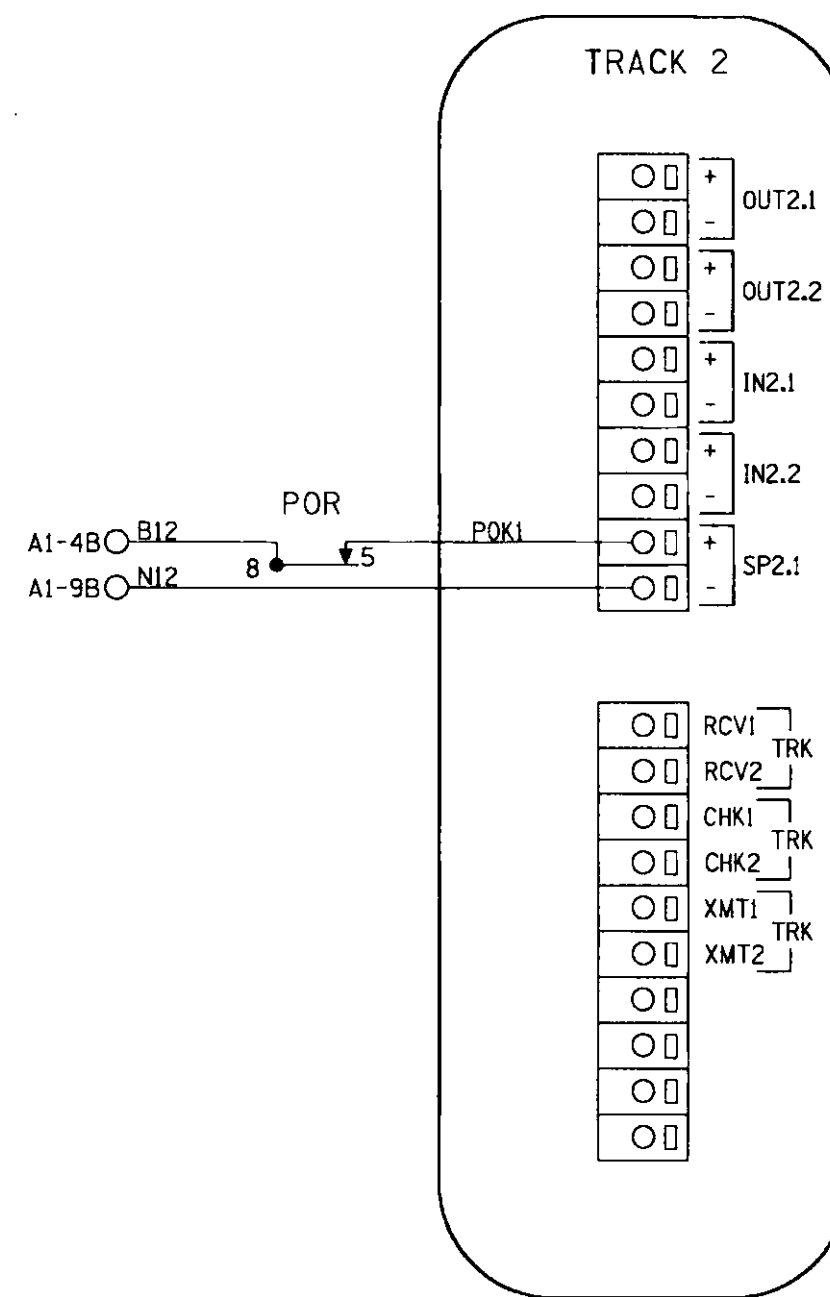 TRACK 2
+
OUT2.1
-
+
OUT2.2
-
+
IN2.1
-
+
IN2.2
-
POR
A1-4B B12
POK1
+
8
5
SP2.1
A1-9B N12
-
RCV1
TRK
RCV2
CHK1
TRK
CHK2
XMT1
TRK
XMT2